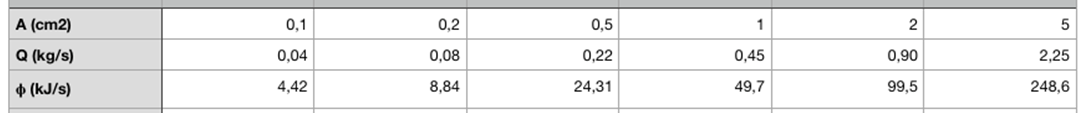 A (cm2) 0,1 0,2 0,5 1 2 5
Q (kg/s) 0,04 0,08 0,22 0,45 0,90 2,25
ϕ (kJ/s) 4,42 8,84 24,31 49,7 99,5 248,6